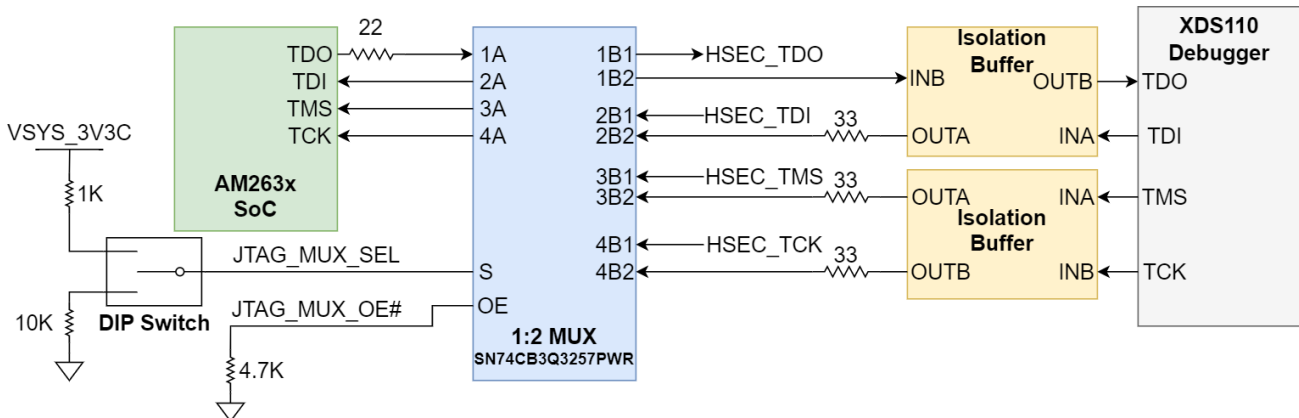 22
TDO
TDI
TMS
TCK
AM263x
SoC
VSYS_3V3C
1K
10K
DIP Switch
JTAG_MUX_SEL
JTAG_MUX_OE#
4.7K
1A
2A
3A
4A
S
OE
1B1
1B2
2B1
2B2
3B1
3B2
4B1
4B2
1:2 MUX
SN74CB3Q3257PWR
HSEC_TDO
HSEC_TDI
33
HSEC_TMS
33
HSEC_TCK
33
Isolation
Buffer
INB
OUTB
OUTA
INA
OUTA
INA
Isolation
Buffer
OUTB
INB
XDS110
Debugger
TDO
TDI
TMS
TCK